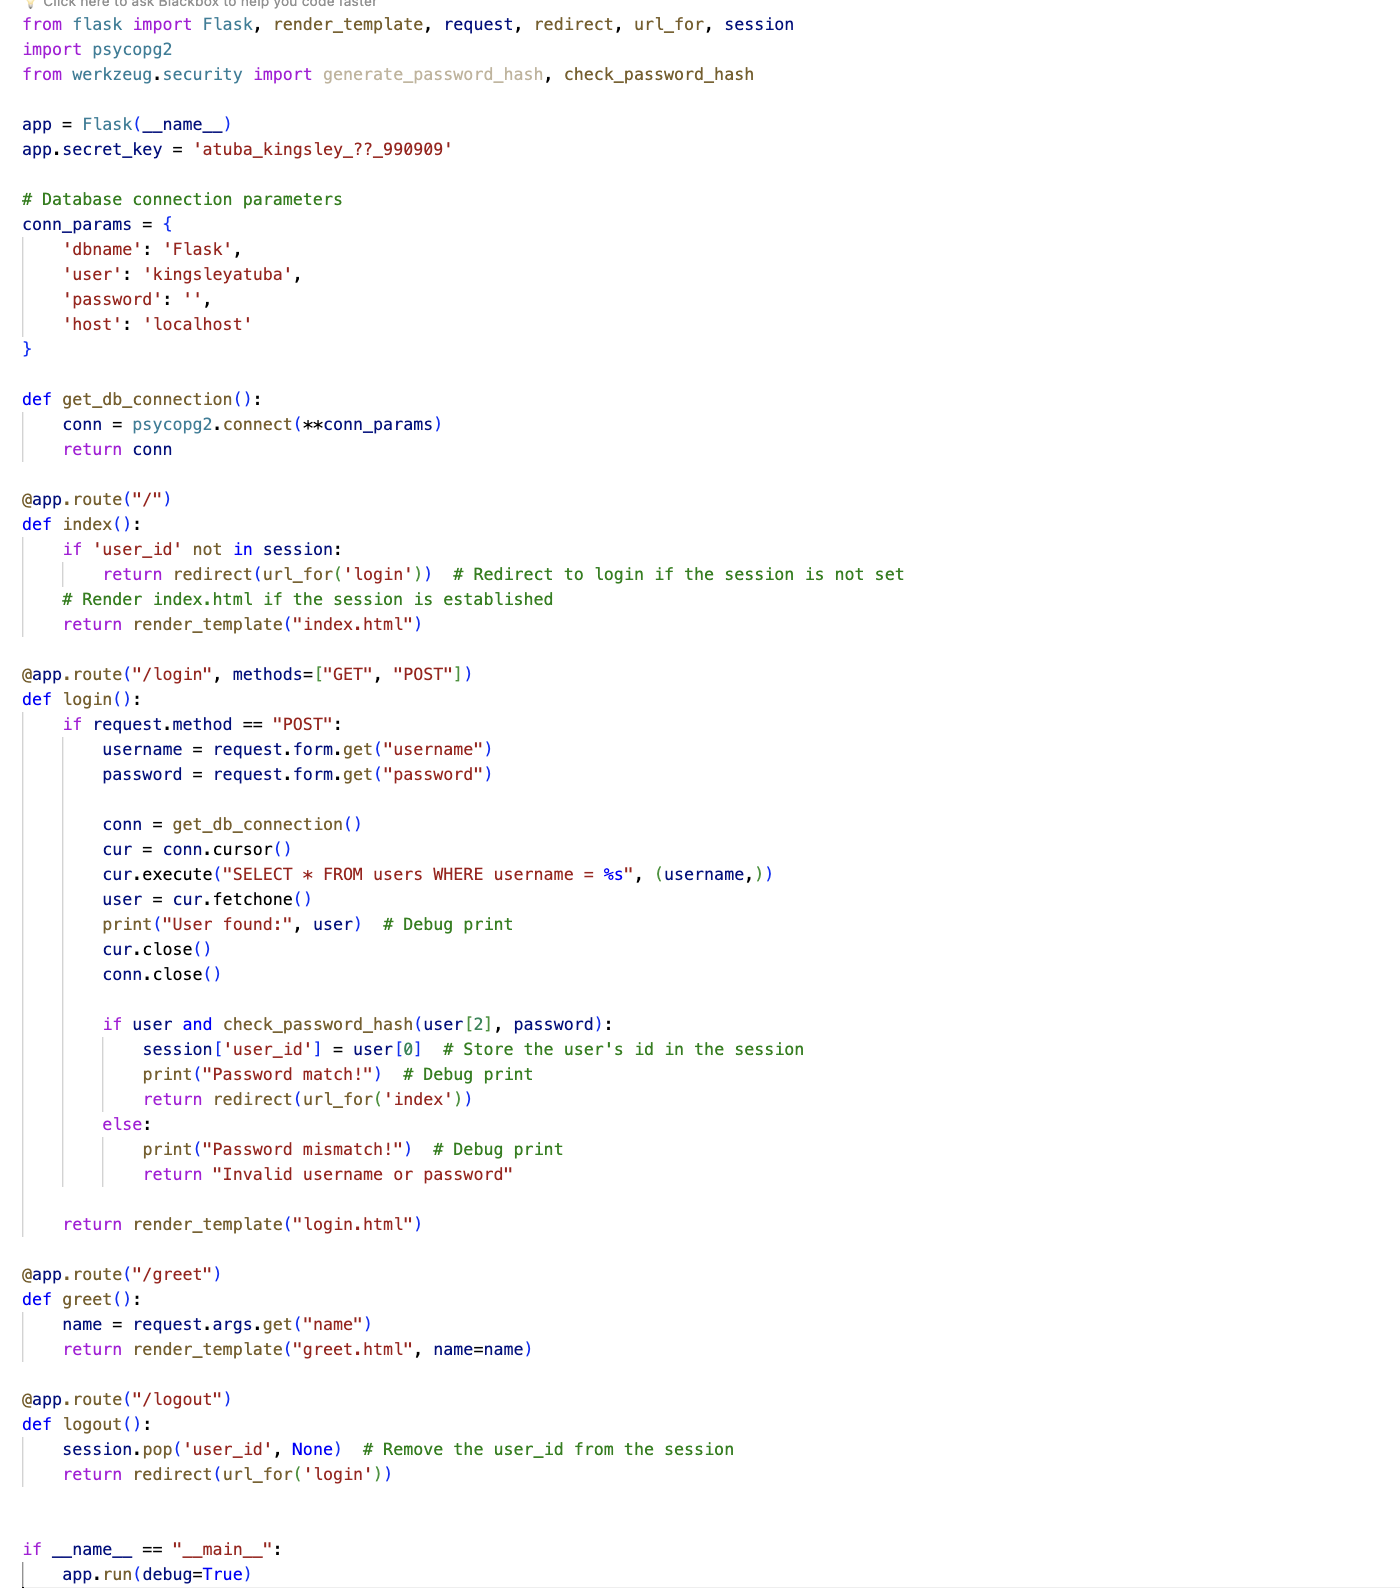 Click here to ask Blackbox to help you code faster
from flask import Flask, render_template, request, redirect, url_for, session
import psycopg2
from werkzeug.security import generate_password_hash, check_password_hash

app = Flask(__name__)
app.secret_key = 'atuba_kingsley_??_990909'

# Database connection parameters
conn_params = {
    'dbname': 'Flask',
    'user': 'kingsleyatuba',
    'password': '',
    'host': 'localhost'
}

def get_db_connection():
    conn = psycopg2.connect(**conn_params)
    return conn

@app.route("/")
def index():
    if 'user_id' not in session:
        return redirect(url_for('login'))  # Redirect to login if the session is not set
    # Render index.html if the session is established
    return render_template("index.html")

@app.route("/login", methods=["GET", "POST"])
def login():
    if request.method == "POST":
        username = request.form.get("username")
        password = request.form.get("password")

        conn = get_db_connection()
        cur = conn.cursor()
        cur.execute("SELECT * FROM users WHERE username = %s", (username,))
        user = cur.fetchone()
        print("User found:", user)  # Debug print
        cur.close()
        conn.close()

        if user and check_password_hash(user[2], password):
            session['user_id'] = user[0]  # Store the user's id in the session
            print("Password match!")  # Debug print
            return redirect(url_for('index'))
        else:
            print("Password mismatch!")  # Debug print
            return "Invalid username or password"

    return render_template("login.html")

@app.route("/greet")
def greet():
    name = request.args.get("name")
    return render_template("greet.html", name=name)

@app.route("/logout")
def logout():
    session.pop('user_id', None)  # Remove the user_id from the session
    return redirect(url_for('login'))


if __name__ == "__main__":
    app.run(debug=True)